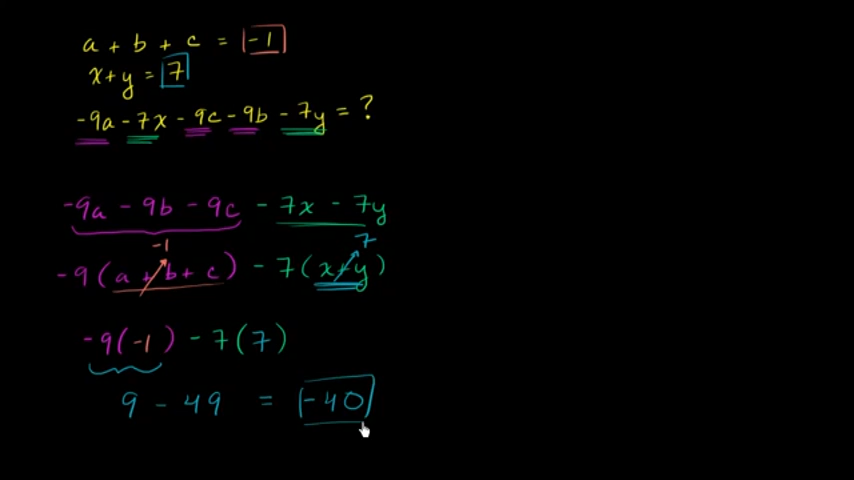 a + b + c = -1
x+y = 7
-9a - 7x - 9c - 9b - 7y = ?
-9a - 9b - 9c - 7x - 7y
-1 7
-9(a + b + c) - 7(x+y)
-9(-1) - 7(7)
9 - 49 = -40